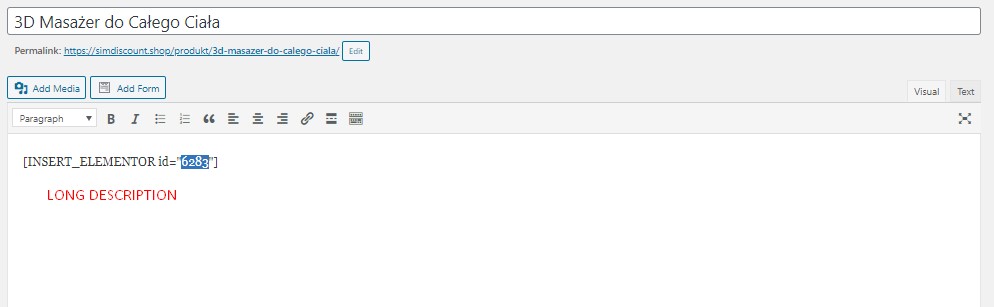 3D Masażer do Całego Ciała
Permalink: https://simdiscount.shop/produkt/3d-masazer-do-calego-ciala/ Edit
Add Media Add Form Visual Text
Paragraph B I
[INSERT_ELEMENTOR id="6283"]
LONG DESCRIPTION